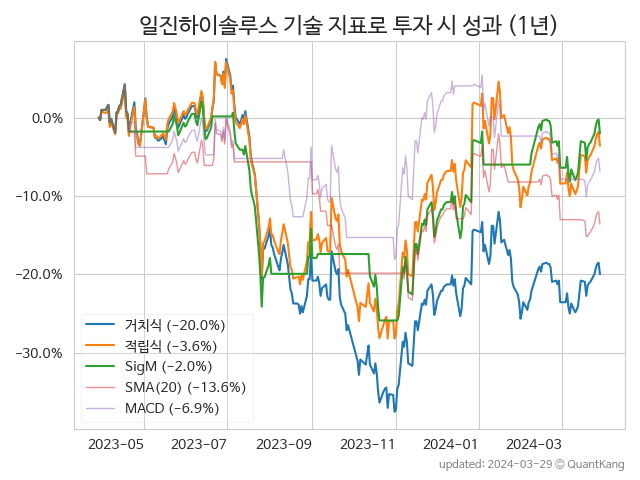 일진하이솔루스 기술 지표로 투자 시 성과 (1년)
0.0%
−10.0%
−20.0%
−30.0%
거치식 (−20.0%)
적립식 (−3.6%)
SigM (−2.0%)
SMA(20) (−13.6%)
MACD (−6.9%)
2023-05 2023-07 2023-09 2023-11 2024-01 2024-03
updated: 2024-03-29 © QuantKang